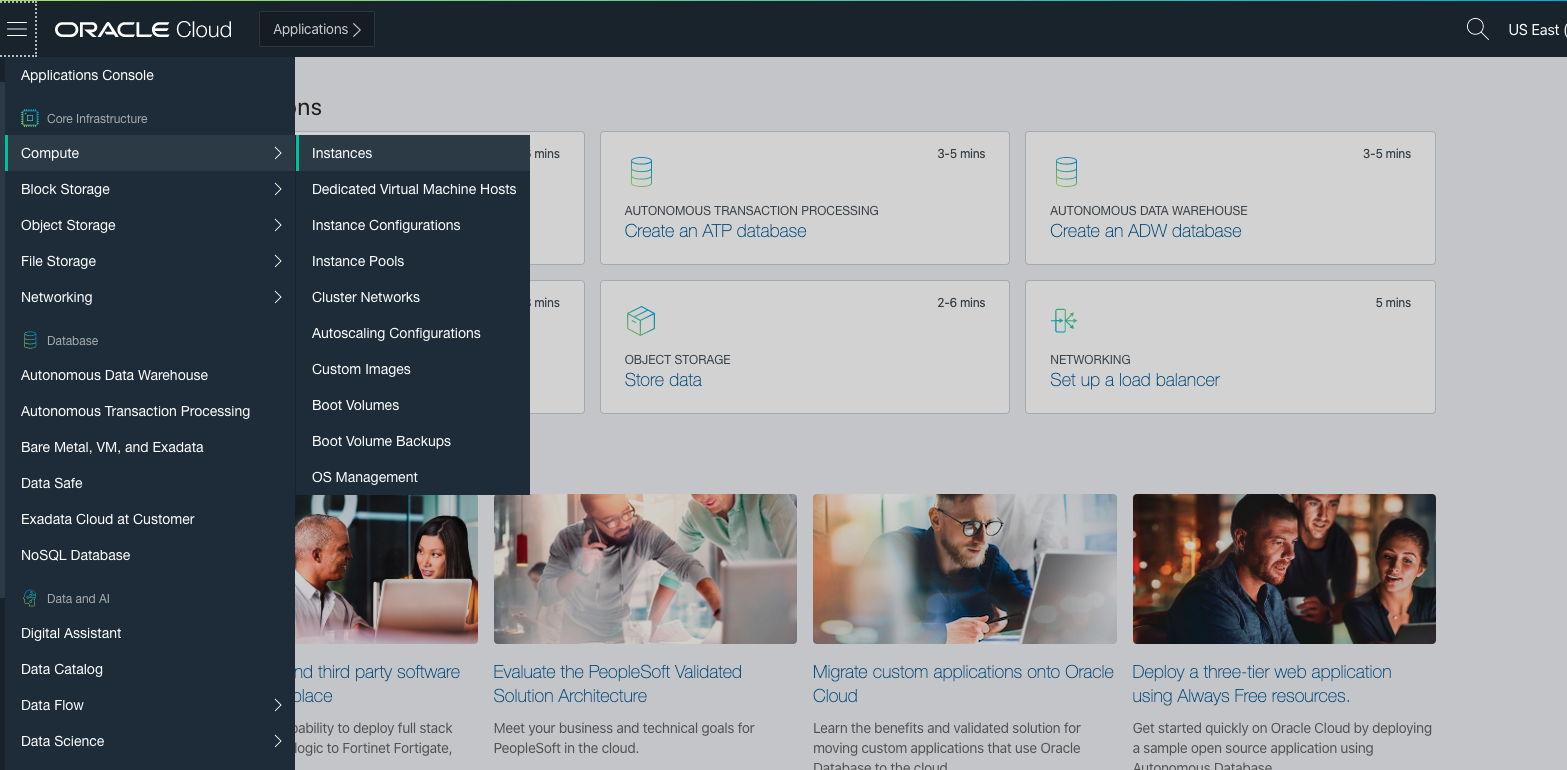 ORACLE Cloud
Applications
US East (
Applications Console
Core Infrastructure
Compute
Block Storage
Object Storage
File Storage
Networking
Database
Autonomous Data Warehouse
Autonomous Transaction Processing
Bare Metal, VM, and Exadata
Data Safe
Exadata Cloud at Customer
NoSQL Database
Data and AI
Digital Assistant
Data Catalog
Data Flow
Data Science
Instances
Dedicated Virtual Machine Hosts
Instance Configurations
Instance Pools
Cluster Networks
Autoscaling Configurations
Custom Images
Boot Volumes
Boot Volume Backups
OS Management
ons
mins
3-5 mins
AUTONOMOUS TRANSACTION PROCESSING
Create an ATP database
3-5 mins
AUTONOMOUS DATA WAREHOUSE
Create an ADW database
mins
2-6 mins
OBJECT STORAGE
Store data
5 mins
NETWORKING
Set up a load balancer
nd third party software
place
ability to deploy full stack
logic to Fortinet Fortigate,
Evaluate the PeopleSoft Validated
Solution Architecture
Meet your business and technical goals for
PeopleSoft in the cloud.
Migrate custom applications onto Oracle
Cloud
Learn the benefits and validated solution for
moving custom applications that use Oracle
Database to the cloud
Deploy a three-tier web application
using Always Free resources.
Get started quickly on Oracle Cloud by deploying
a sample open source application using
Autonomous Database